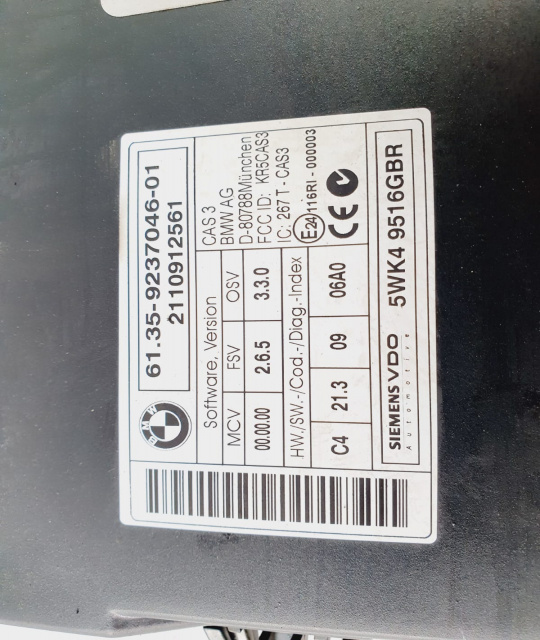 BMW
61.35-9237046-01
2110912561
Software, Version
MCV FSV OSV
00.00.00 2.6.5 3.3.0
HW./SW.-/Cod.-/Diag.-Index
C4 21.3 09 06A0
CAS 3
BMW AG
D-80788München
FCC ID: KR5CAS3
IC: 267 T - CAS3
E24 116RI - 000003
CE
SIEMENS VDO
Automotive
5WK4 9516GBR